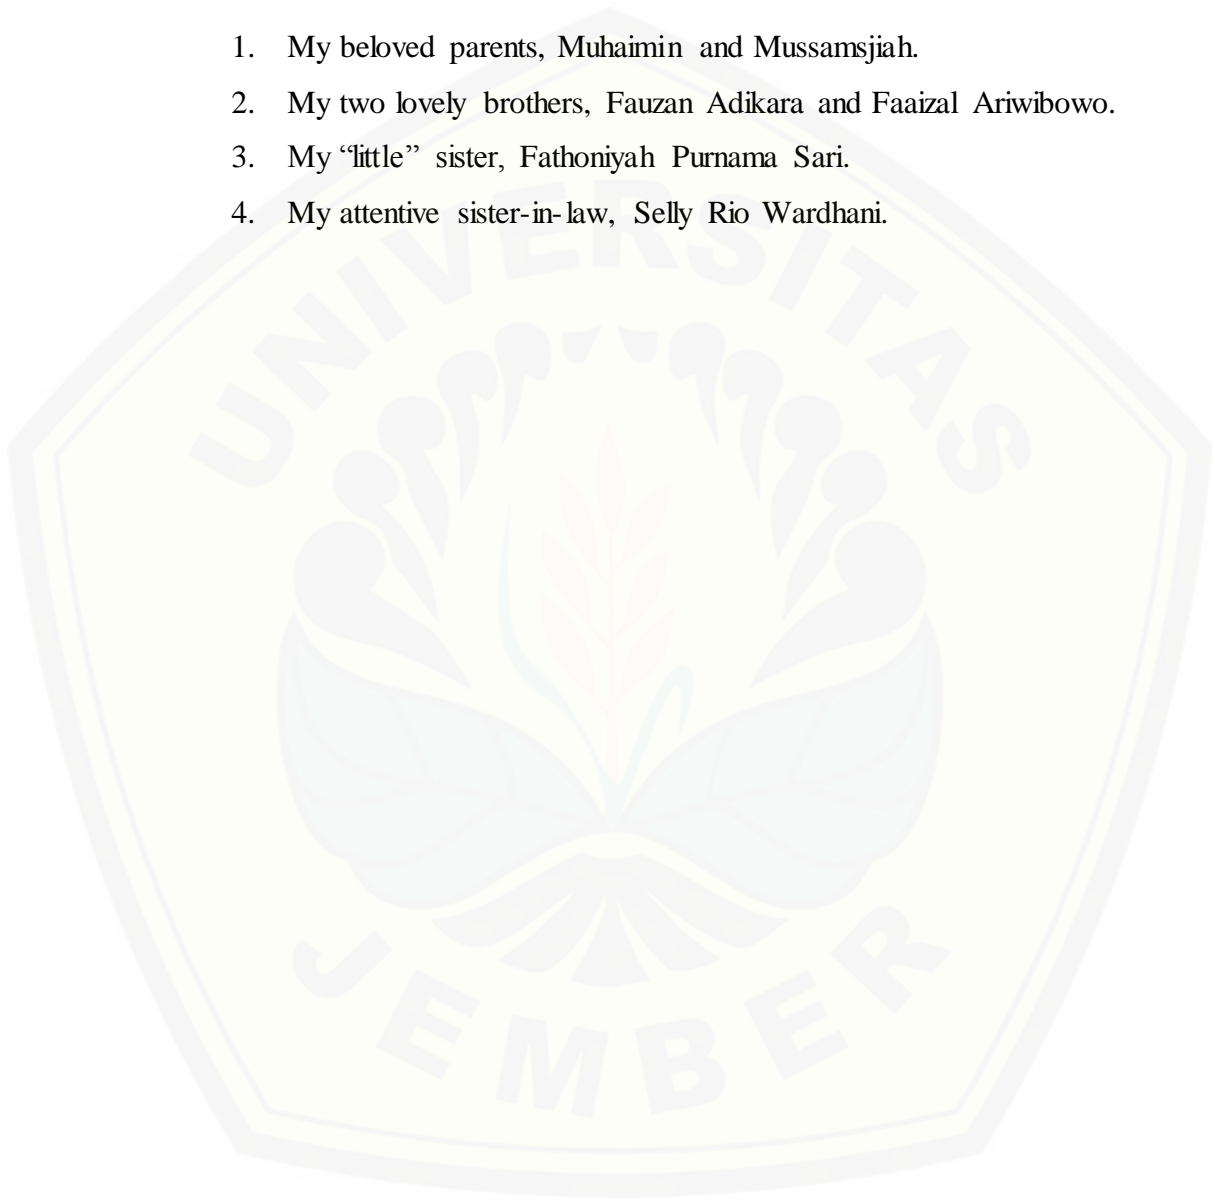 1. My beloved parents, Muhaimin and Mussamsjiah.
2. My two lovely brothers, Fauzan Adikara and Faaizal Ariwibowo.
3. My “little” sister, Fathoniyah Purnama Sari.
4. My attentive sister-in-law, Selly Rio Wardhani.
UNIVERSITAS
JEMBER